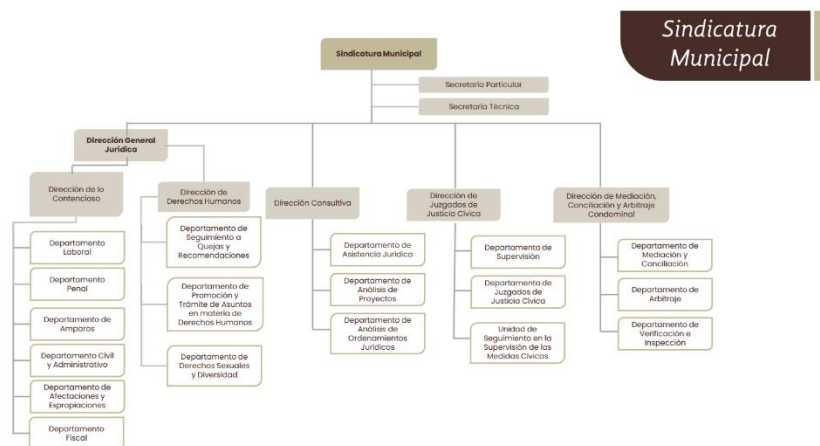 Sindicatura
Municipal
Sindicatura Municipal
Secretaría Particular
Secretaría Técnica
Dirección General
Jurídica
Dirección de lo
Contencioso
Departamento
Laboral
Departamento
Penal
Departamento de
Amparos
Departamento Civil
y Administrativo
Departamento de
Afectaciones y
Expropiaciones
Departamento
Fiscal
Dirección de
Derechos Humanos
Departamento de
Seguimiento a
Quejas y
Recomendaciones
Departamento de
Promoción y
Trámite de Asuntos
en materia de
Derechos Humanos
Departamento de
Derechos Sexuales
y Diversidad
Dirección Consultiva
Departamento de
Asistencia Jurídica
Departamento de
Análisis de
Proyectos
Departamento de
Análisis de
Ordenamientos
Jurídicos
Dirección de
Juzgados de
Justicia Cívica
Departamento de
Supervisión
Departamento de
Juzgados de
Justicia Cívica
Unidad de
Seguimiento en la
Supervisión de las
Medidas Cívicas
Dirección de Mediación,
Conciliación y Arbitraje
Condominal
Departamento de
Mediación y
Conciliación
Departamento de
Arbitraje
Departamento de
Verificación e
Inspección